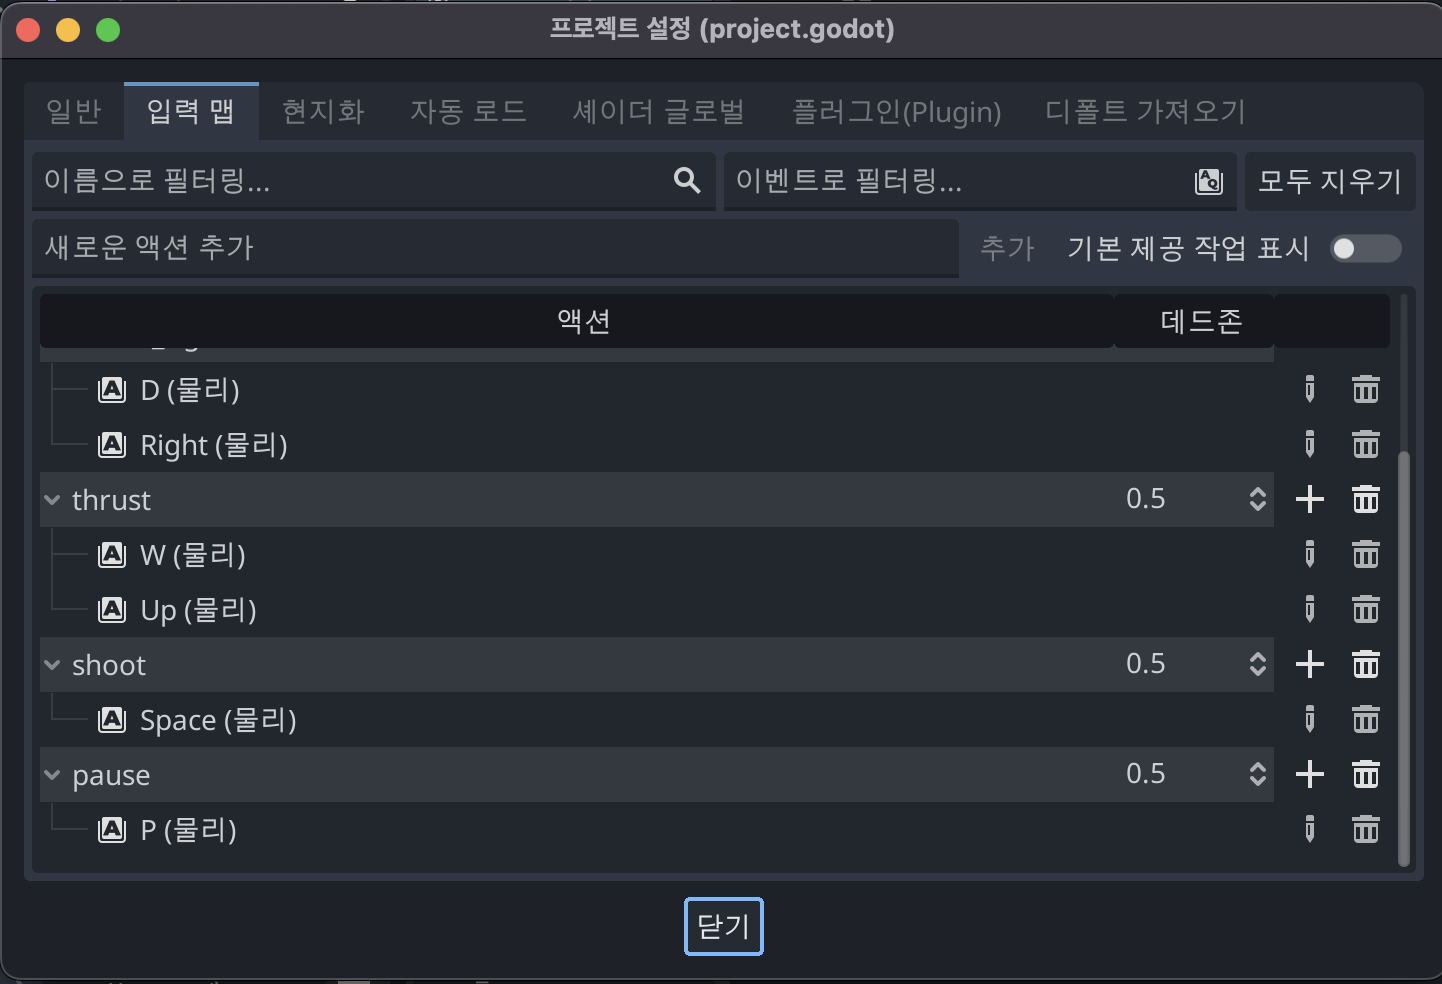 프로젝트 설정 (project.godot)
일반 입력 맵 현지화 자동 로드 셰이더 글로벌 플러그인(Plugin) 디폴트 가져오기
이름으로 필터링... 이벤트로 필터링... 모두 지우기
새로운 액션 추가 추가 기본 제공 작업 표시
액션 데드존
D (물리)
Right (물리)
thrust 0.5
W (물리)
Up (물리)
shoot 0.5
Space (물리)
pause 0.5
P (물리)
닫기